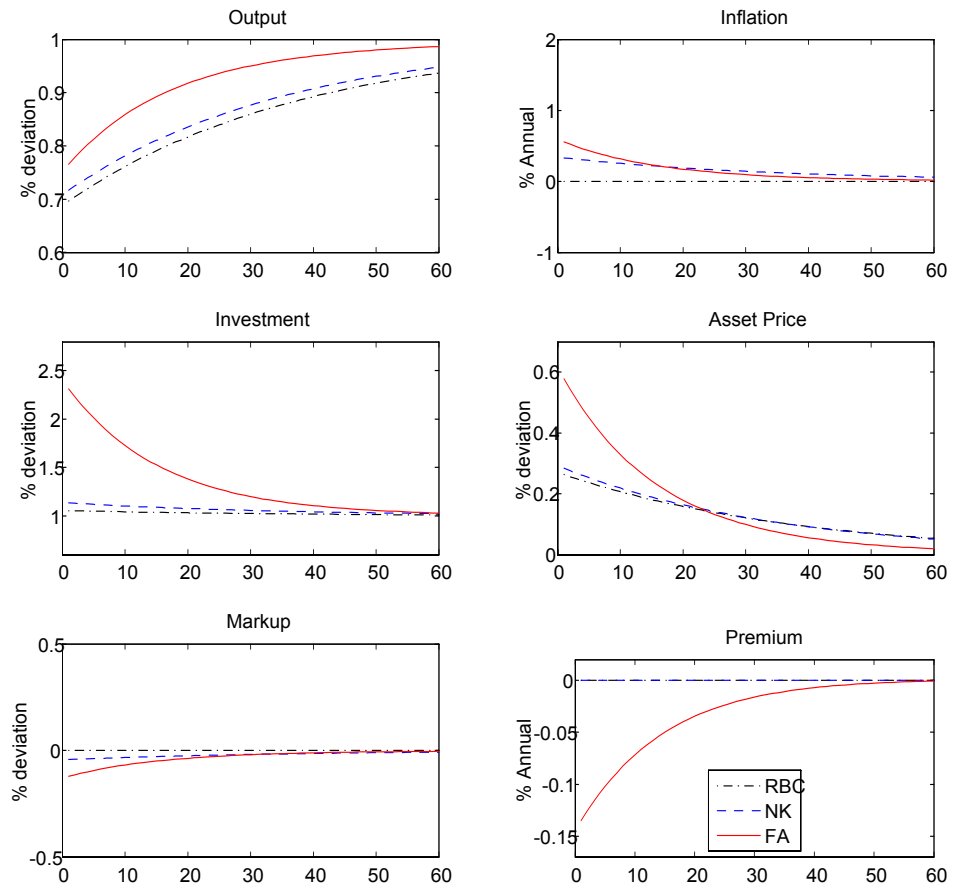 Output
% deviation
1
0.9
0.8
0.7
0.6
0 10 20 30 40 50 60
Inflation
% Annual
2
1
0
-1
0 10 20 30 40 50 60
Investment
% deviation
2.5
2
1.5
1
0 10 20 30 40 50 60
Asset Price
% deviation
0.6
0.4
0.2
0
0 10 20 30 40 50 60
Markup
% deviation
0.5
0
-0.5
0 10 20 30 40 50 60
Premium
% Annual
0
-0.05
-0.1
-0.15
0 10 20 30 40 50 60
RBC
NK
FA